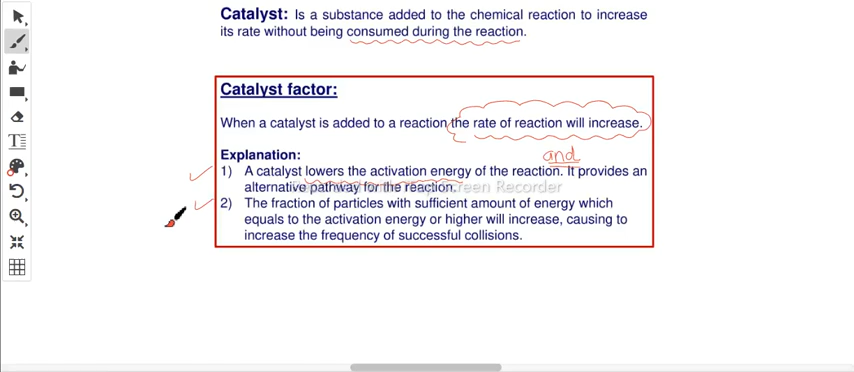 Catalyst: Is a substance added to the chemical reaction to increase
its rate without being consumed during the reaction.
Catalyst factor:
When a catalyst is added to a reaction the rate of reaction will increase.
Explanation:
and
1) A catalyst lowers the activation energy of the reaction. It provides an
alternative pathway for the reaction.
Screen Recorder
2) The fraction of particles with sufficient amount of energy which
equals to the activation energy or higher will increase, causing to
increase the frequency of successful collisions.